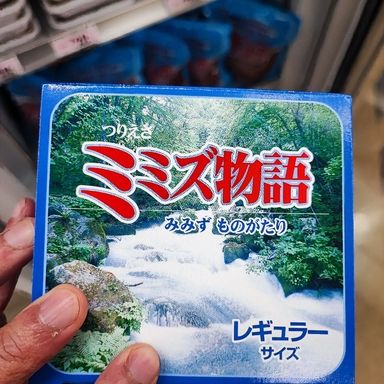 つりえさ
ミミズ物語
みみず ものがたり
レギュラー
サイズ